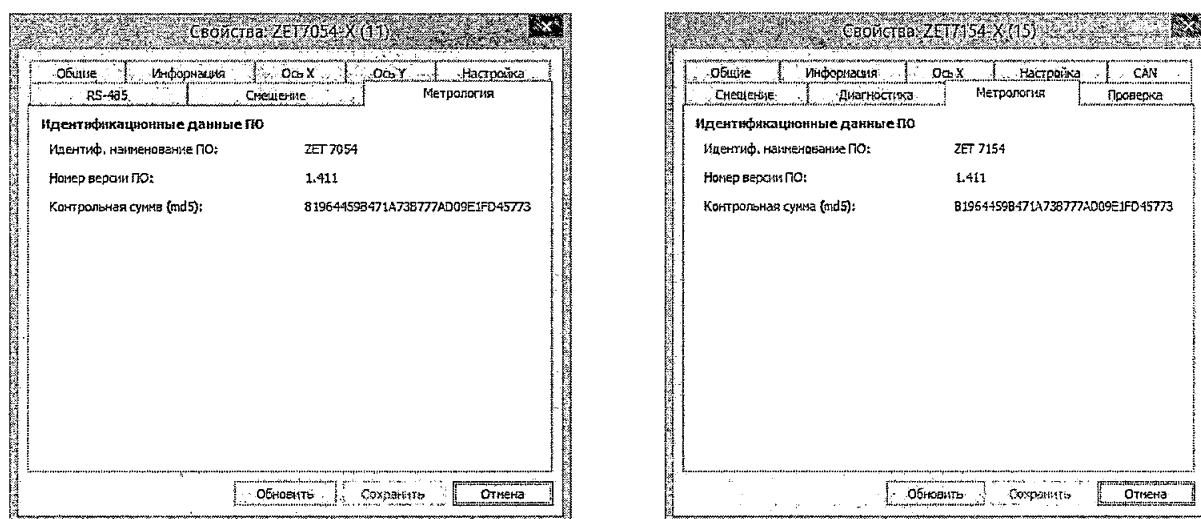 Свойства: ZET7054-X (11)
Общие Информация Ось X Ось Y Настройка
RS-485 Смещение Метрология
Идентификационные данные ПО
Идентиф. наименование ПО: ZET 7054
Номер версии ПО: 1.411
Контрольная сумма (md5): 81964459B471A73B777AD09E1FD45773
Обновить Сохранить Отмена
Свойства: ZET7154-X (15)
Общие Информация Ось X Настройка CAN
Смещение Диагностика Метрология Проверка
Идентификационные данные ПО
Идентиф. наименование ПО: ZET 7154
Номер версии ПО: 1.411
Контрольная сумма (md5): B1964459B471A73B777AD09E1FD45773
Обновить Сохранить Отмена